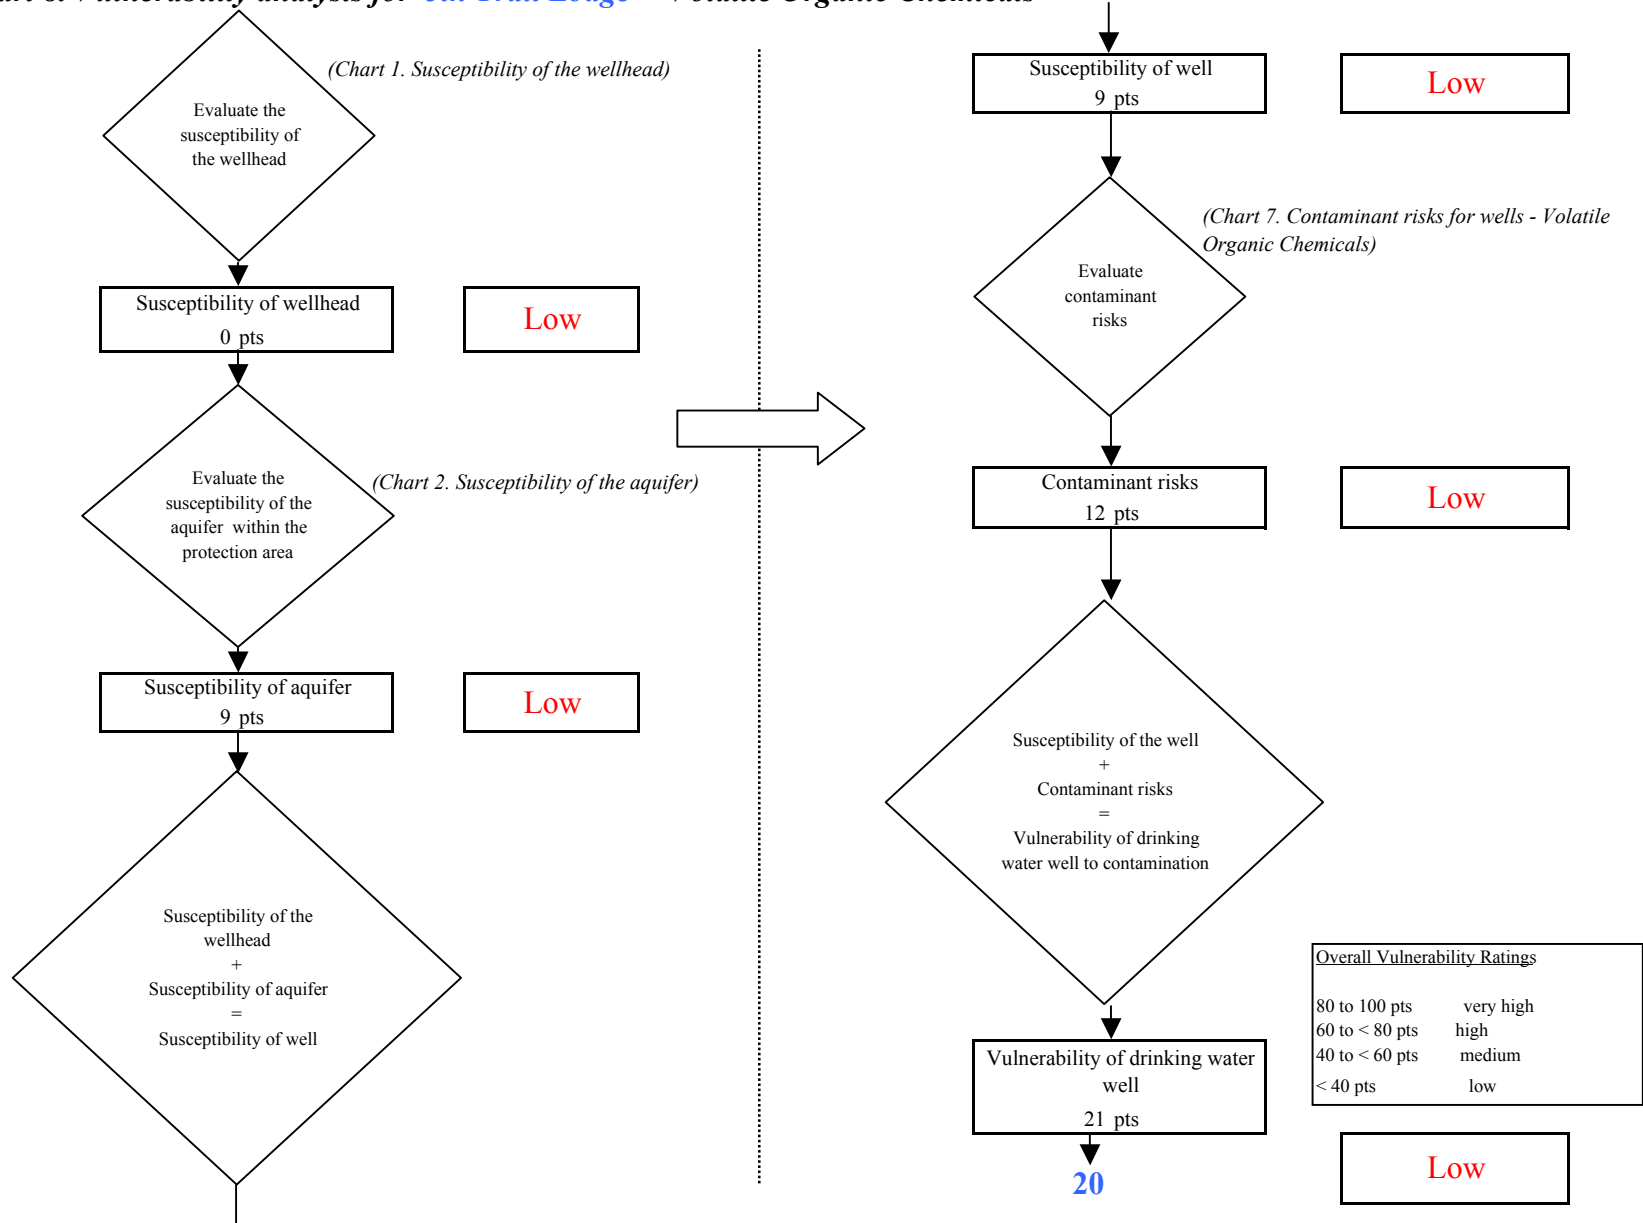 Vulnerability analysis for
Volatile Organic Chemicals
(Chart 1. Susceptibility of the wellhead)
Evaluate the
susceptibility of
the wellhead
Susceptibility of wellhead
0 pts
Low
Evaluate the
susceptibility of the
aquifer within the
protection area
(Chart 2. Susceptibility of the aquifer)
Susceptibility of aquifer
9 pts
Low
Susceptibility of the
wellhead
+
Susceptibility of aquifer
=
Susceptibility of well
Susceptibility of well
9 pts
Low
(Chart 7. Contaminant risks for wells - Volatile
Organic Chemicals)
Evaluate
contaminant
risks
Contaminant risks
12 pts
Low
Susceptibility of the well
+
Contaminant risks
=
Vulnerability of drinking
water well to contamination
Vulnerability of drinking water
well
21 pts
20
Overall Vulnerability Ratings
80 to 100 pts very high
60 to < 80 pts high
40 to < 60 pts medium
< 40 pts low
Low